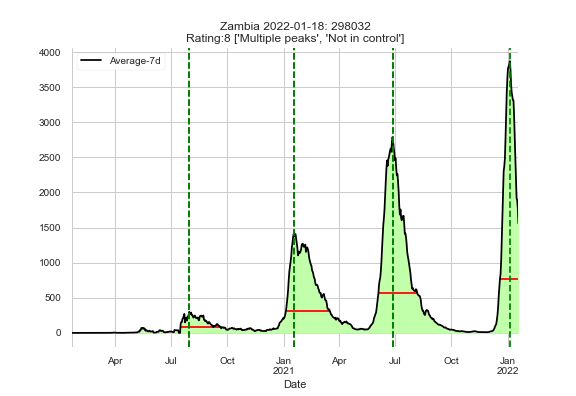 Zambia 2022-01-18: 298032
Rating:8 ['Multiple peaks', 'Not in control']
4000
3500
3000
2500
2000
1500
1000
500
0
Average-7d
Apr
Jul
Oct
Jan
2021
Apr
Jul
Oct
Jan
2022
Date